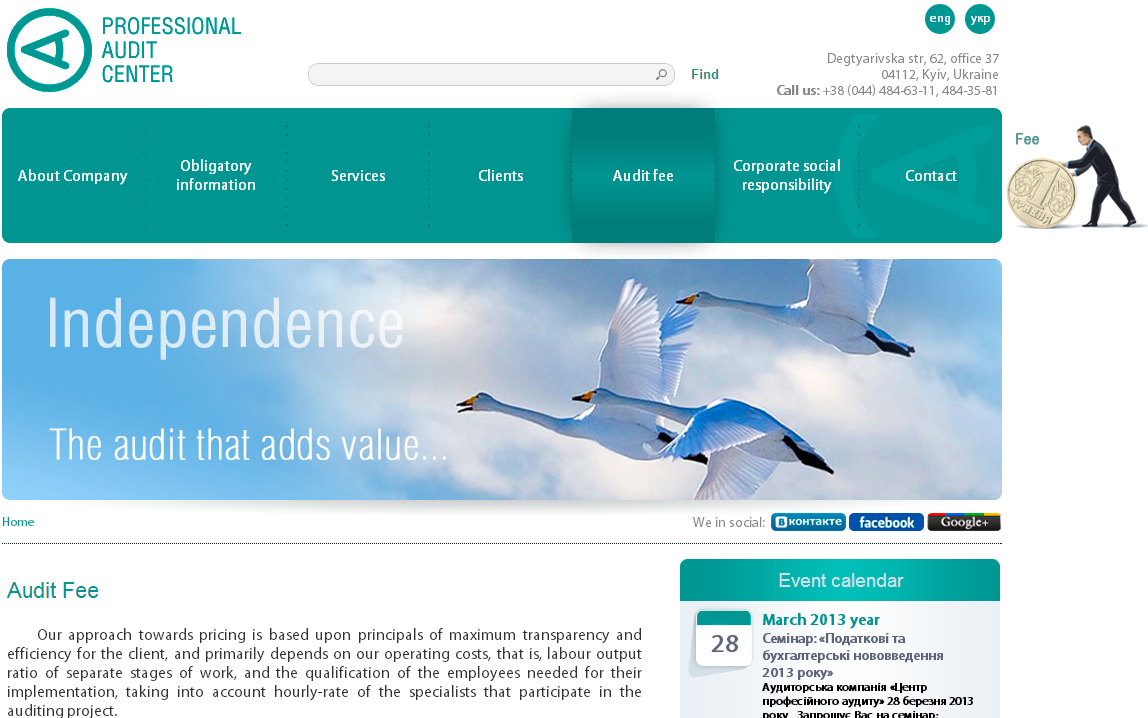 PROFESSIONAL
AUDIT
CENTER
eng
укр
Find
Degtyarivska str, 62, office 37
04112, Kyiv, Ukraine
Call us: +38 (044) 484-63-11, 484-35-81
About Company
Obligatory
information
Services
Clients
Audit fee
Corporate social
responsibility
Contact
Fee
Independence
The audit that adds value...
Home
We in social:
В контакте
facebook
Google+
Audit Fee
Our approach towards pricing is based upon principals of maximum transparency and
efficiency for the client, and primarily depends on our operating costs, that is, labour output
ratio of separate stages of work, and the qualification of the employees needed for their
implementation, taking into account hourly-rate of the specialists that participate in the
auditing project.
Event calendar
28
March 2013 year
Семінар: «Податкові та
бухгалтерські нововведення
2013 року»
Аудиторська компанія «Центр
професійного аудиту» 28 березня 2013
року Запрошує Вас на семінар: